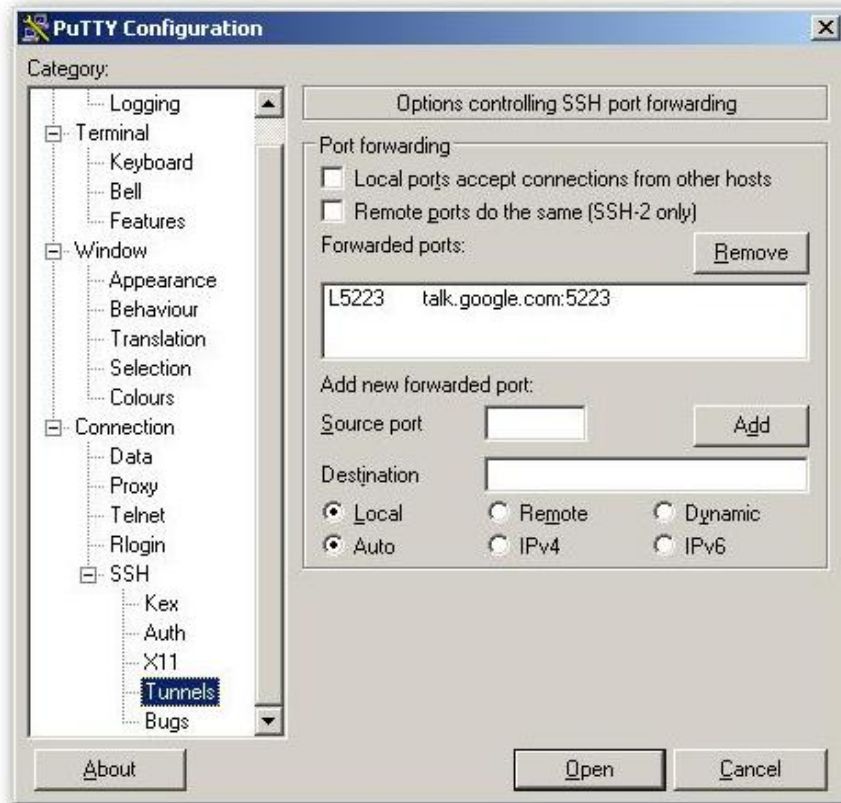 PuTTY Configuration
Category:
Logging
Terminal
Keyboard
Bell
Features
Window
Appearance
Behaviour
Translation
Selection
Colours
Connection
Data
Proxy
Telnet
Rlogin
SSH
Kex
Auth
X11
Tunnels
Bugs
Options controlling SSH port forwarding
Port forwarding
Local ports accept connections from other hosts
Remote ports do the same (SSH-2 only)
Forwarded ports:
Remove
L5223 talk.google.com:5223
Add new forwarded port:
Source port
Add
Destination
Local Remote Dynamic
Auto IPv4 IPv6
About
Open
Cancel